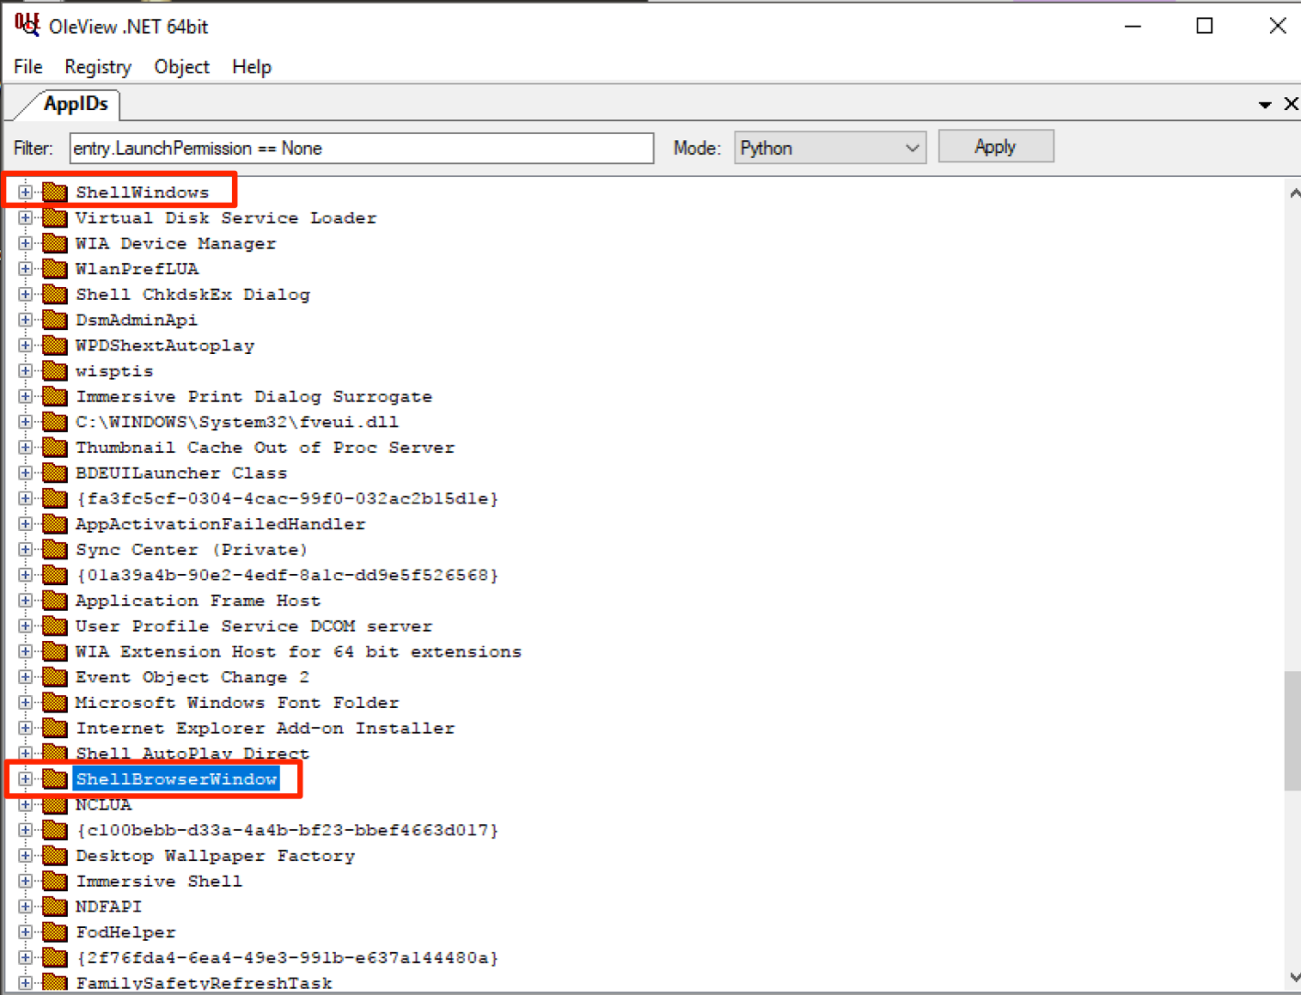 OleView .NET 64bit
File Registry Object Help
AppIDs
Filter: entry.LaunchPermission == None Mode: Python Apply
ShellWindows
Virtual Disk Service Loader
WIA Device Manager
WlanPrefLUA
Shell ChkdskEx Dialog
DsmAdminApi
WPDShextAutoplay
wisptis
Immersive Print Dialog Surrogate
C:\WINDOWS\System32\fveui.dll
Thumbnail Cache Out of Proc Server
BDEUILauncher Class
{fa3fc5cf-0304-4cac-99f0-032ac2b15d1e}
AppActivationFailedHandler
Sync Center (Private)
{01a39a4b-90e2-4edf-8a1c-dd9e5f526568}
Application Frame Host
User Profile Service DCOM server
WIA Extension Host for 64 bit extensions
Event Object Change 2
Microsoft Windows Font Folder
Internet Explorer Add-on Installer
Shell AutoPlay Direct
ShellBrowserWindow
NCLUA
{c100bebb-d33a-4a4b-bf23-bbef4663d017}
Desktop Wallpaper Factory
Immersive Shell
NDFAPI
FodHelper
{2f76fda4-6ea4-49e3-991b-e637a144480a}
FamilySafetyRefreshTask